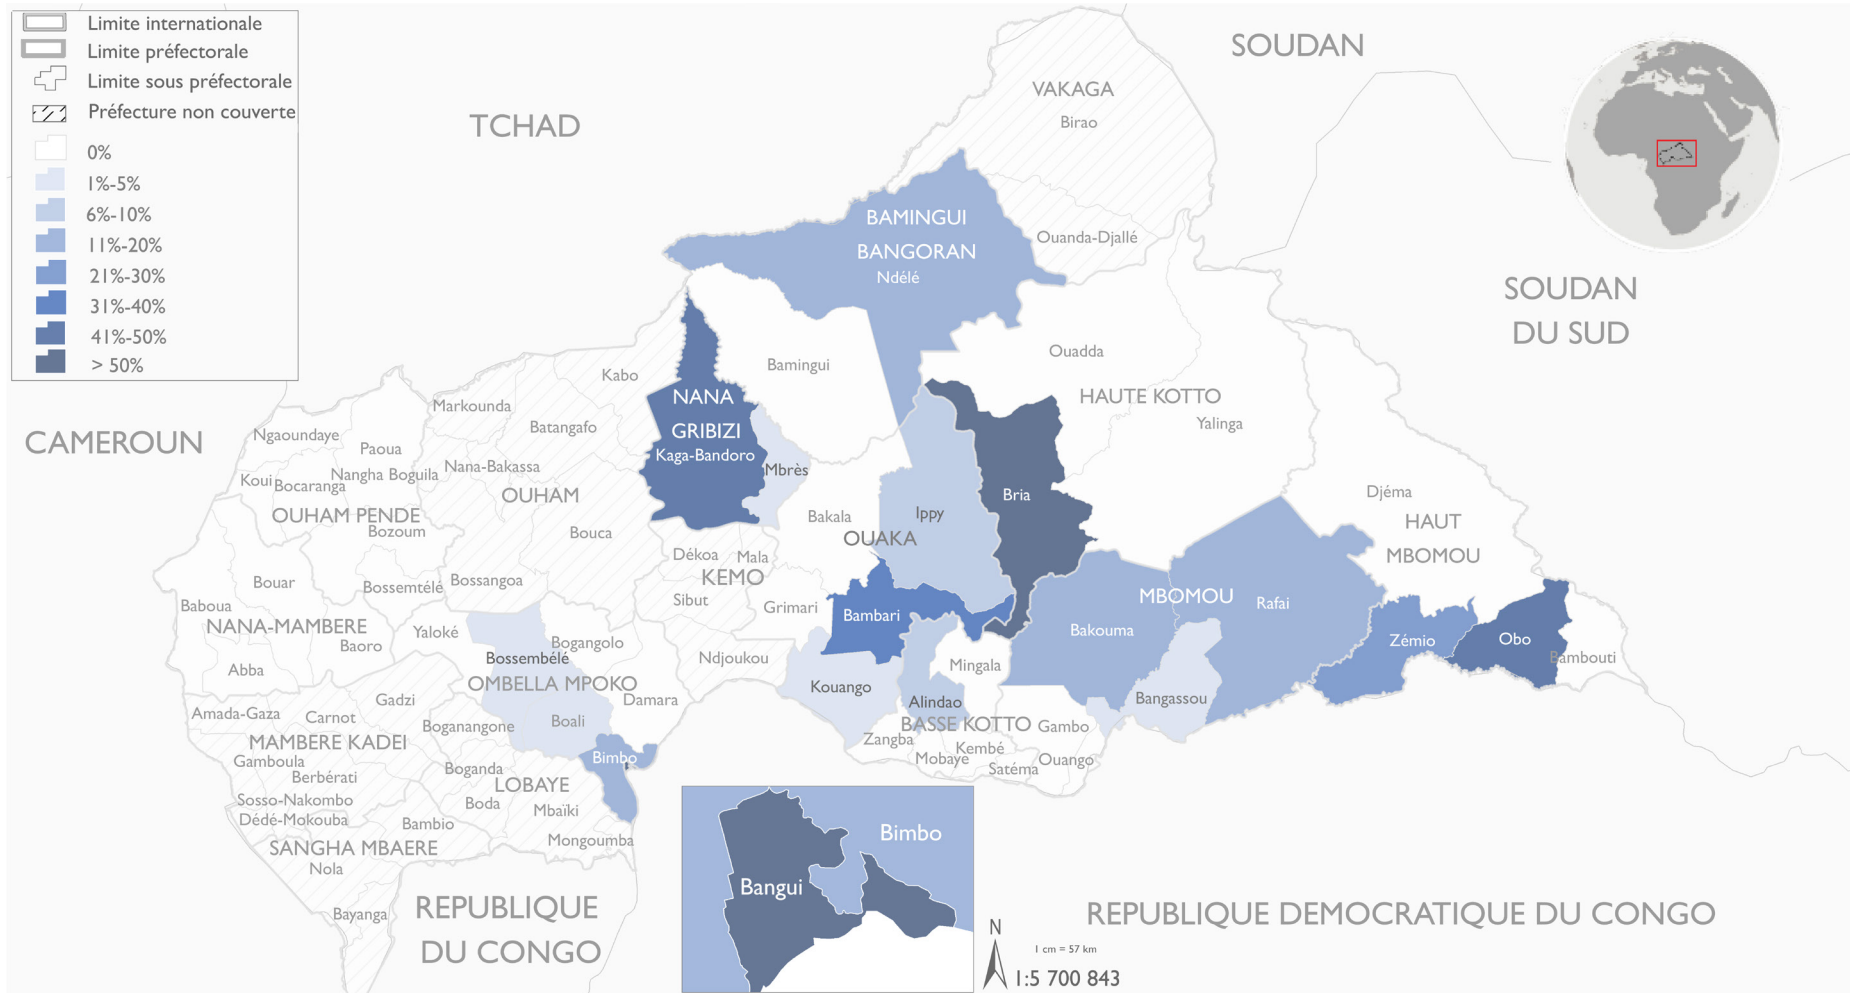 Limite internationale
Limite préfectorale
Limite sous préfectorale
Préfecture non couverte
0%
1%-5%
6%-10%
11%-20%
21%-30%
31%-40%
41%-50%
> 50%
SOUDAN
TCHAD
VAKAGA
Birao
BAMINGUI
BANGORAN
Ndélé
Ouanda-Djallé
SOUDAN
DU SUD
CAMEROUN
Bamingui
Ouadda
HAUTE KOTTO
Yalinga
Kabo
Markounda
Batangafo
NANA
GRIBIZI
Kaga-Bandoro
Mbrès
Ngaoundaye
Paoua
Koui
Bocaranga
Nangha Boguila
Nana-Bakassa
OUHAM
OUHAM PENDE
Bozoum
Bouca
Bakala
OUAKA
Ippy
Bria
Djéma
HAUT
MBOMOU
Bouar
Bossemtélé
Bossangoa
Dékoa
Mala
KEMO
Sibut
Grimari
Bambari
MBOMOU
Rafai
Bakouma
Zémio
Obo
Bambouti
Baboua
NANA-MAMBERE
Baoro
Abba
Yaloké
Bogangolo
Bossembélé
OMBELLA MPOKO
Damara
Ndjoukou
Kouango
Mingala
Alindao
BASSE KOTTO
Gambo
Bangassou
Amada-Gaza
Carnot
Gadzi
Boganangone
Boali
MAMBERE KADEI
Gamboula
Berbérati
Boganda
LOBAYE
Bimbo
Zangba
Mobaye
Kembé
Satéma
Ouango
Sosso-Nakombo
Dédé-Mokouba
Bambio
Boda
Mbaïki
Mongoumba
SANGHA MBAERE
Nola
Bayanga
REPUBLIQUE
DU CONGO
Bimbo
Bangui
REPUBLIQUE DEMOCRATIQUE DU CONGO
N
1 cm = 57 km
1:5 700 843